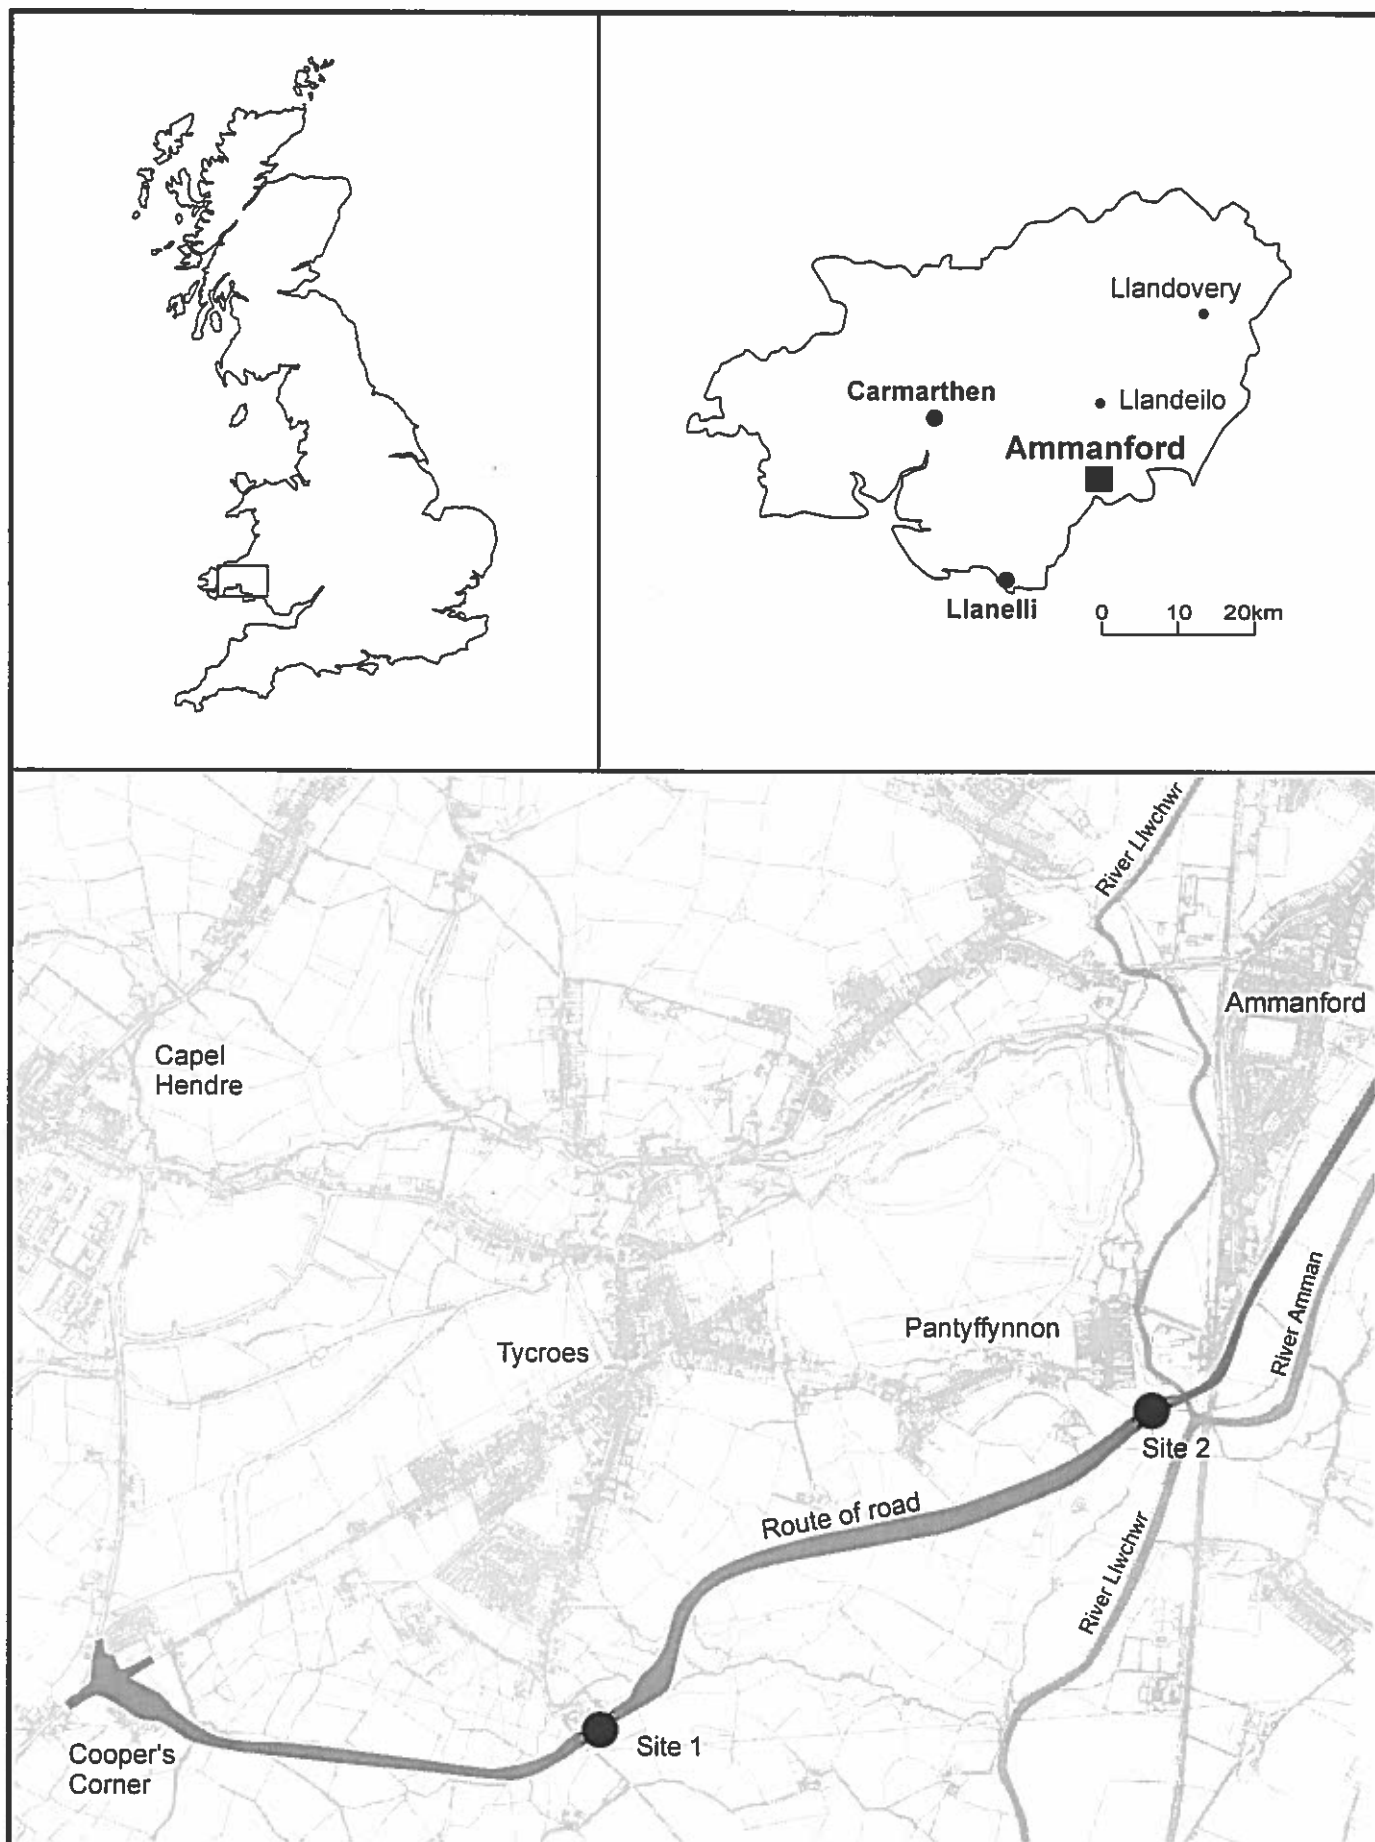 Llandovery
Carmarthen
Llandeilo
Ammanford
Llanelli
0 10 20km
River Llwchwr
Ammanford
Capel
Hendre
River Amman
Pantyffynnon
Tycroes
Site 2
Route of road
River Llwchwr
Site 1
Cooper's
Corner